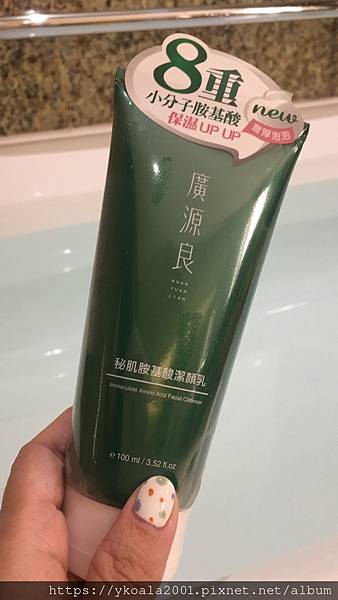 8重
小分子胺基酸
保濕UP UP
new
豐厚泡泡
廣源良
KUAN
YUAN
LIAN
秘肌胺基酸潔顏乳
Immaculate Amino Acid Facial Cleanser
e 100 ml / 3.52 fl.oz
https://ykoala2001.pixnet.net/album